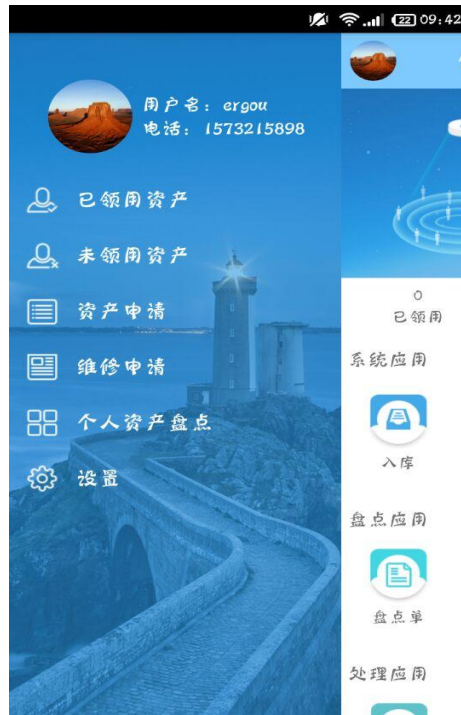 22 09:42
用户名：ergou
电话：1573215898
已领用资产
未领用资产
资产申请
维修申请
个人资产盘点
设置
0
已领用
系统应用
入库
盘点应用
盘点单
处理应用